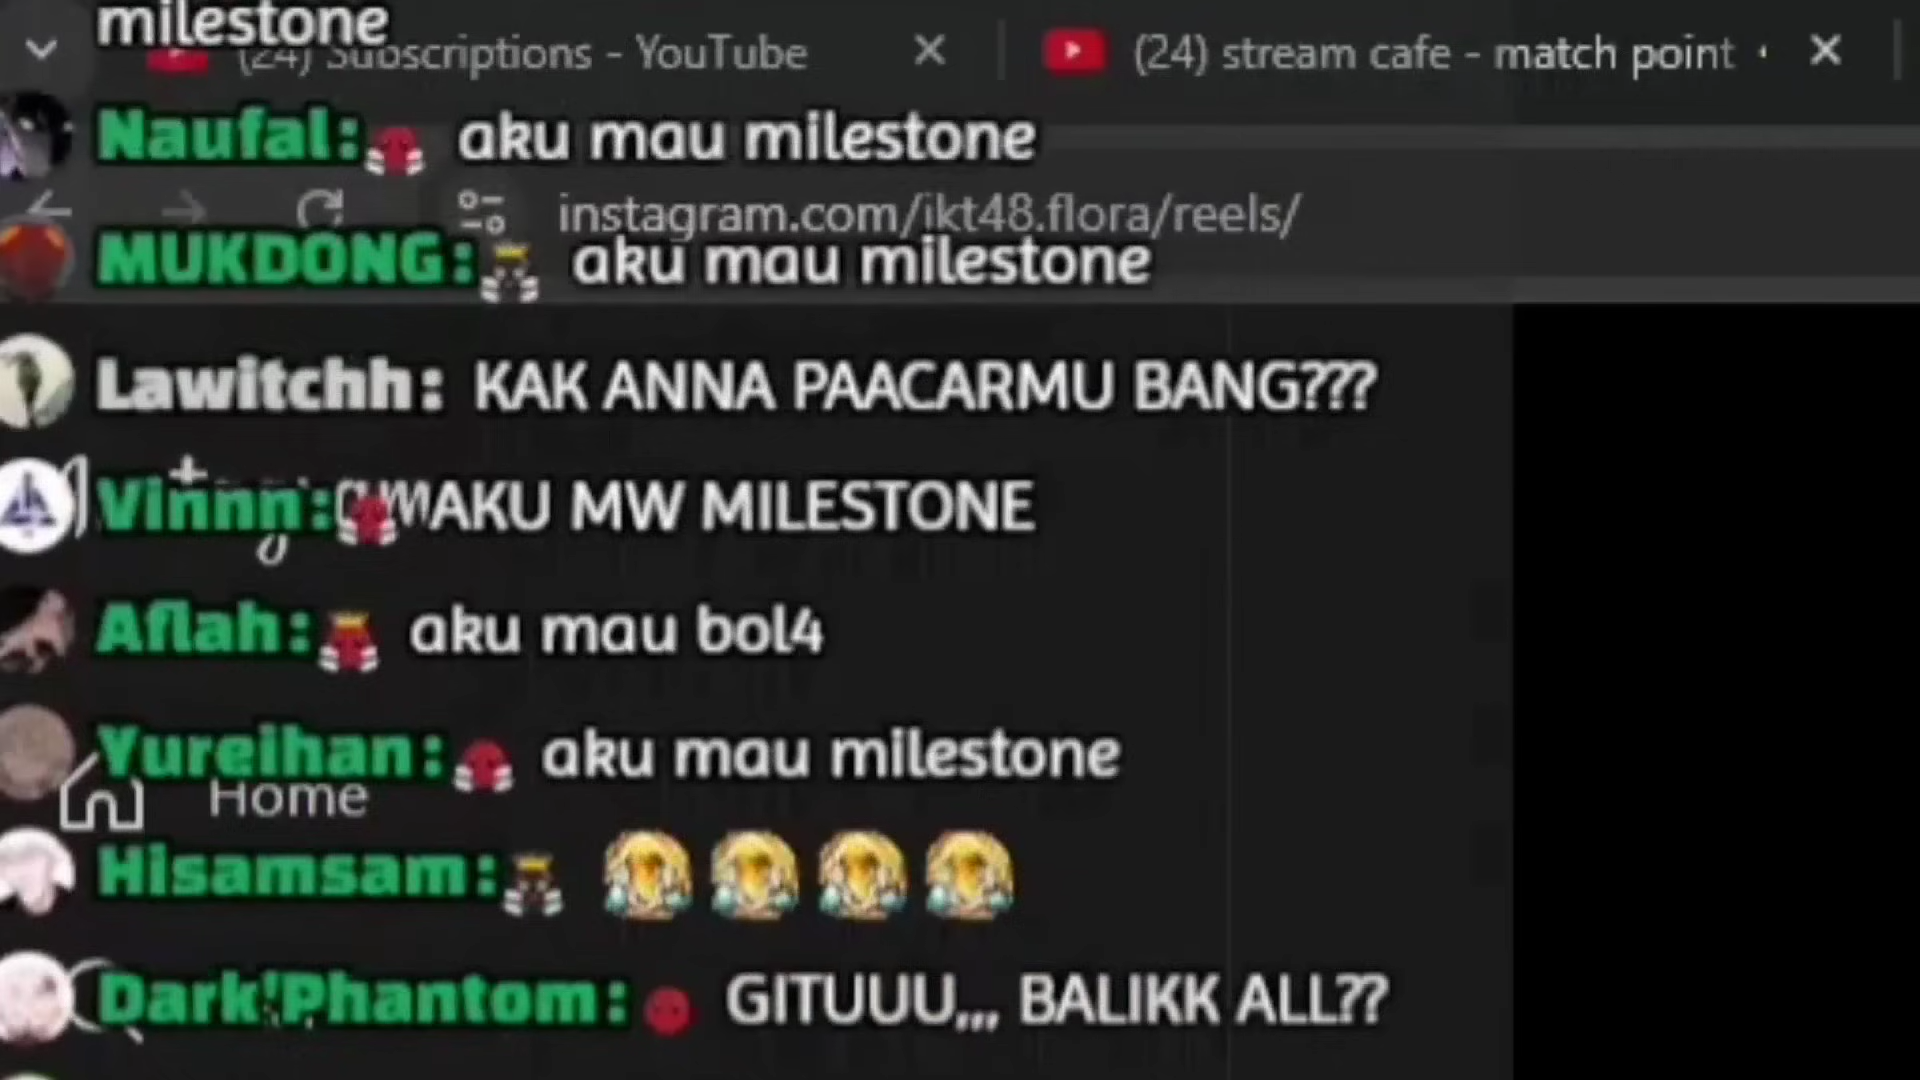 milestone
(24) Subscriptions - YouTube
(24) stream cafe - match point
Naufal: aku mau milestone
instagram.com/jkt48.flora/reels/
MUKDONG: aku mau milestone
Lawitchh: KAK ANNA PAACARMU BANG???
Vinnn: AKU MW MILESTONE
Aflah: aku mau bol4
Yureihan: aku mau milestone
Home
Hisamsam:
Dark'Phantom: GITUUU,,, BALIKK ALL??